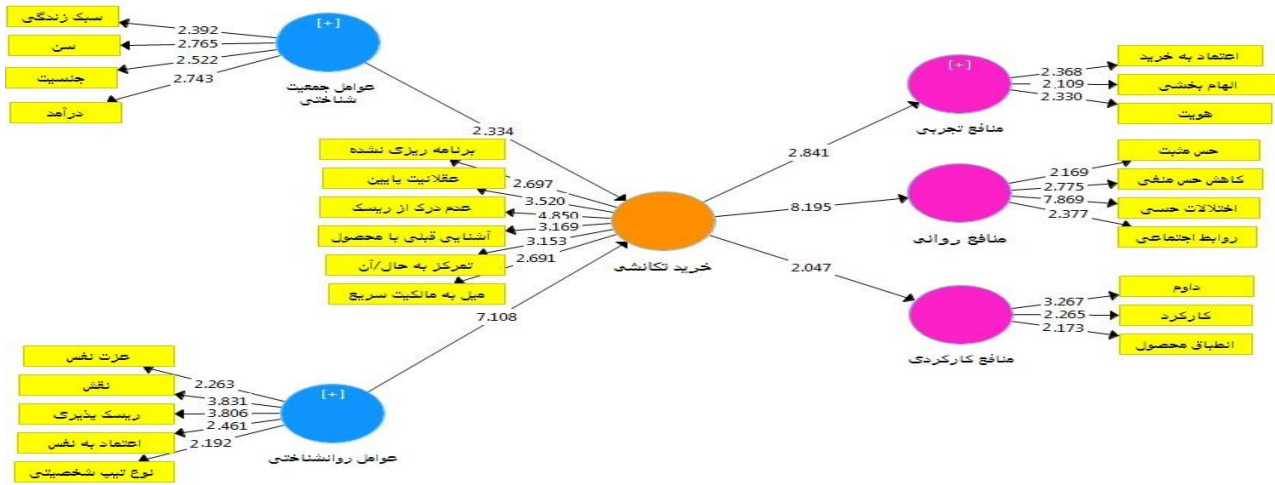 سبک زندگی
سن
جنسیت
درآمد
2.392
2.765
2.522
2.743
[+]
عوامل جمعیت
شناختی
2.334
برنامه ریزی نشده
عقلانیت پایین
عدم درک از ریسک
آشنایی قبلی با محصول
تمرکز به حال/آن
میل به مالکیت سریع
2.697
3.520
4.850
3.169
3.153
2.691
خرید تکانشی
7.108
عزت نفس
نقش
ریسک پذیری
اعتماد به نفس
نوع تیپ شخصیتی
2.263
3.831
3.806
2.461
2.192
[+]
عوامل روانشناختی
2.841
8.195
2.047
[+]
منافع تجربی
2.368
2.109
2.330
اعتماد به خرید
الهام بخشی
هویت
منافع روانی
2169
2.775
7.869
2.377
حس مثبت
کاهش حس منفی
اختلالات حسی
روابط اجتماعی
منافع کارکردی
3.267
2.265
2.173
داوم
کارکرد
انطباق محصول